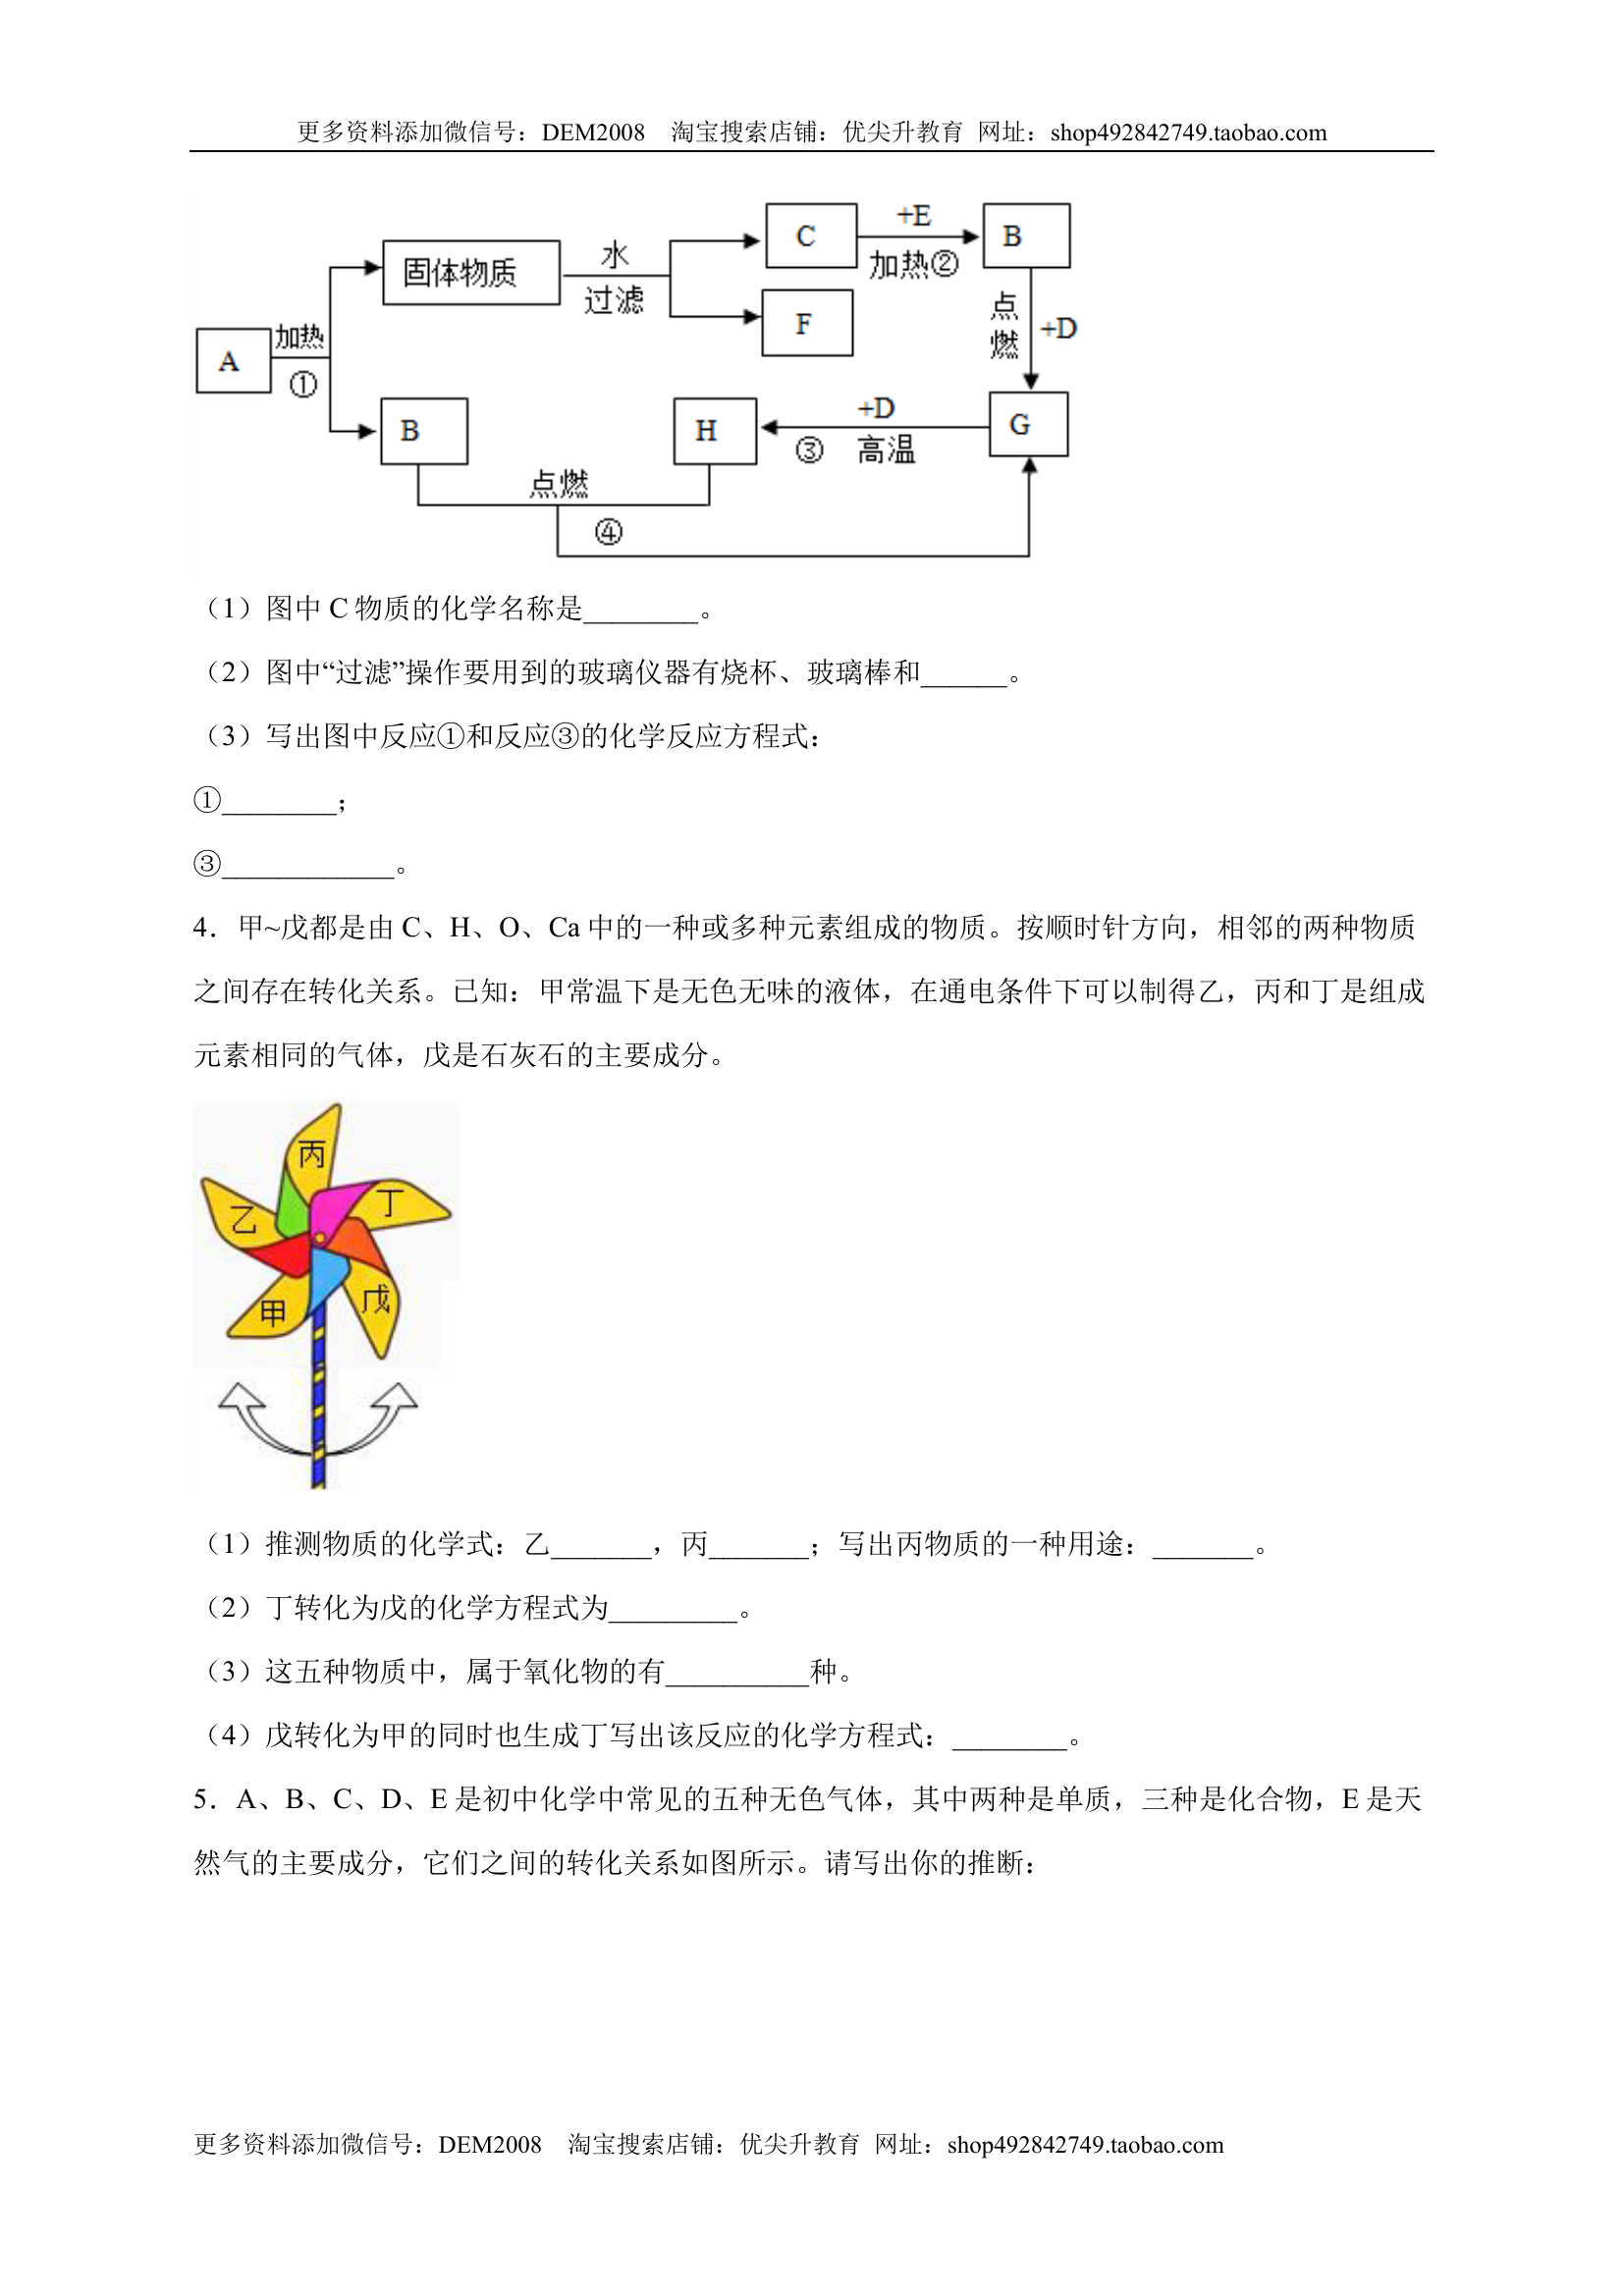 更多资料添加微信号：DEM2008 淘宝搜索店铺：优尖升教育 网址：shop492842749.taobao.com
C
+E
加热②
B
固体物质
水
过滤
F
点燃
+D
A
加热
①
B
H
+D
③ 高温
G
点燃
④
（1）图中 C 物质的化学名称是________。
（2）图中“过滤”操作要用到的玻璃仪器有烧杯、玻璃棒和______。
（3）写出图中反应①和反应③的化学反应方程式：
①________；
③____________。
4．甲~戊都是由 C、H、O、Ca 中的一种或多种元素组成的物质。按顺时针方向，相邻的两种物质
之间存在转化关系。已知：甲常温下是无色无味的液体，在通电条件下可以制得乙，丙和丁是组成
元素相同的气体，戊是石灰石的主要成分。
丙
丁
乙
戊
甲
（1）推测物质的化学式：乙_______，丙_______；写出丙物质的一种用途：_______。
（2）丁转化为戊的化学方程式为_________。
（3）这五种物质中，属于氧化物的有__________种。
（4）戊转化为甲的同时也生成丁写出该反应的化学方程式：________。
5．A、B、C、D、E 是初中化学中常见的五种无色气体，其中两种是单质，三种是化合物，E 是天
然气的主要成分，它们之间的转化关系如图所示。请写出你的推断：
更多资料添加微信号：DEM2008 淘宝搜索店铺：优尖升教育 网址：shop492842749.taobao.com